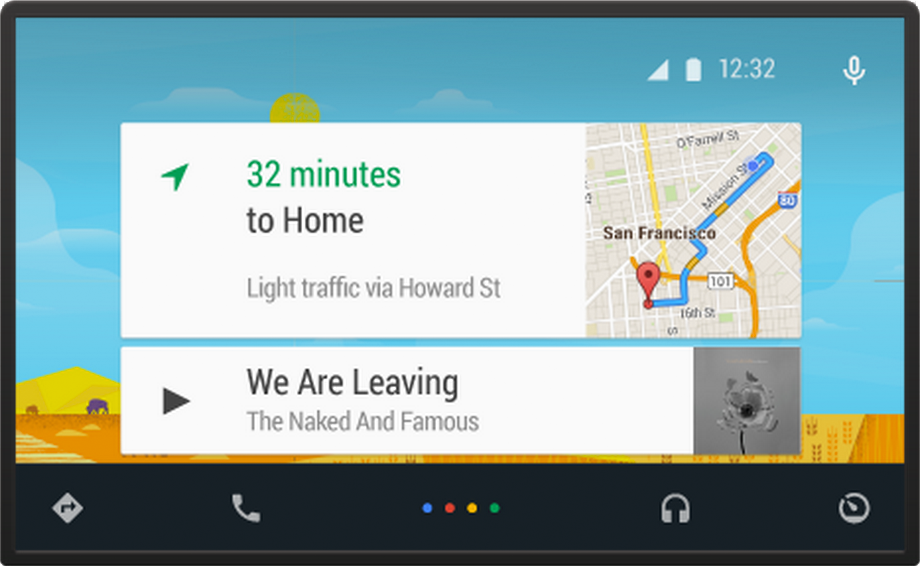 12:32
32 minutes
to Home
Light traffic via Howard St
O'Farrell St
Mission St
80
San Francisco
101
16th St
We Are Leaving
The Naked And Famous